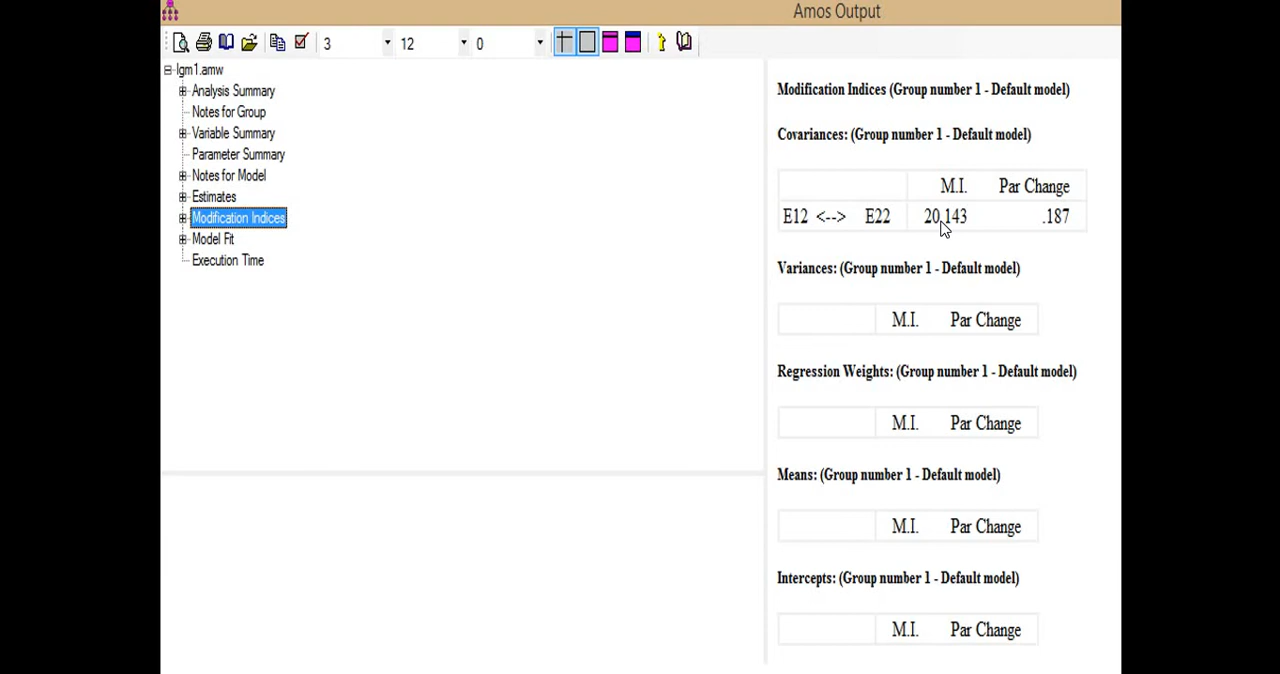 Amos Output
3 12 0
lgm1.amw
Analysis Summary
Notes for Group
Variable Summary
Parameter Summary
Notes for Model
Estimates
Modification Indices
Model Fit
Execution Time
Modification Indices (Group number 1 - Default model)
Covariances: (Group number 1 - Default model)
M.I. Par Change
E12 <--> E22 20.143 .187
Variances: (Group number 1 - Default model)
M.I. Par Change
Regression Weights: (Group number 1 - Default model)
M.I. Par Change
Means: (Group number 1 - Default model)
M.I. Par Change
Intercepts: (Group number 1 - Default model)
M.I. Par Change